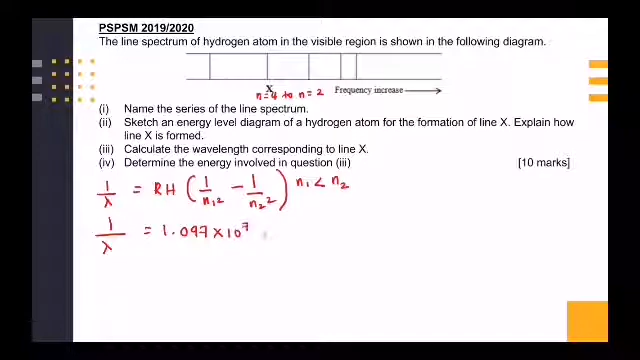 PSPSM 2019/2020
The line spectrum of hydrogen atom in the visible region is shown in the following diagram.
X
n=4 to n=2
Frequency increase
(i) Name the series of the line spectrum.
(ii) Sketch an energy level diagram of a hydrogen atom for the formation of line X. Explain how
line X is formed.
(iii) Calculate the wavelength corresponding to line X.
(iv) Determine the energy involved in question (iii) [10 marks]
1/λ = RH (1/n₁² − 1/n₂²) n₁ < n₂
1/λ = 1.097 × 10⁷